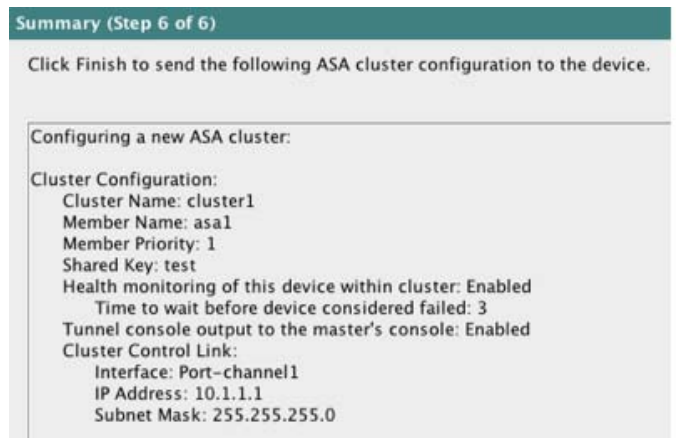 Summary (Step 6 of 6)
Click Finish to send the following ASA cluster configuration to the device.
Configuring a new ASA cluster:
Cluster Configuration:
Cluster Name: cluster1
Member Name: asa1
Member Priority: 1
Shared Key: test
Health monitoring of this device within cluster: Enabled
Time to wait before device considered failed: 3
Tunnel console output to the master's console: Enabled
Cluster Control Link:
Interface: Port-channel1
IP Address: 10.1.1.1
Subnet Mask: 255.255.255.0